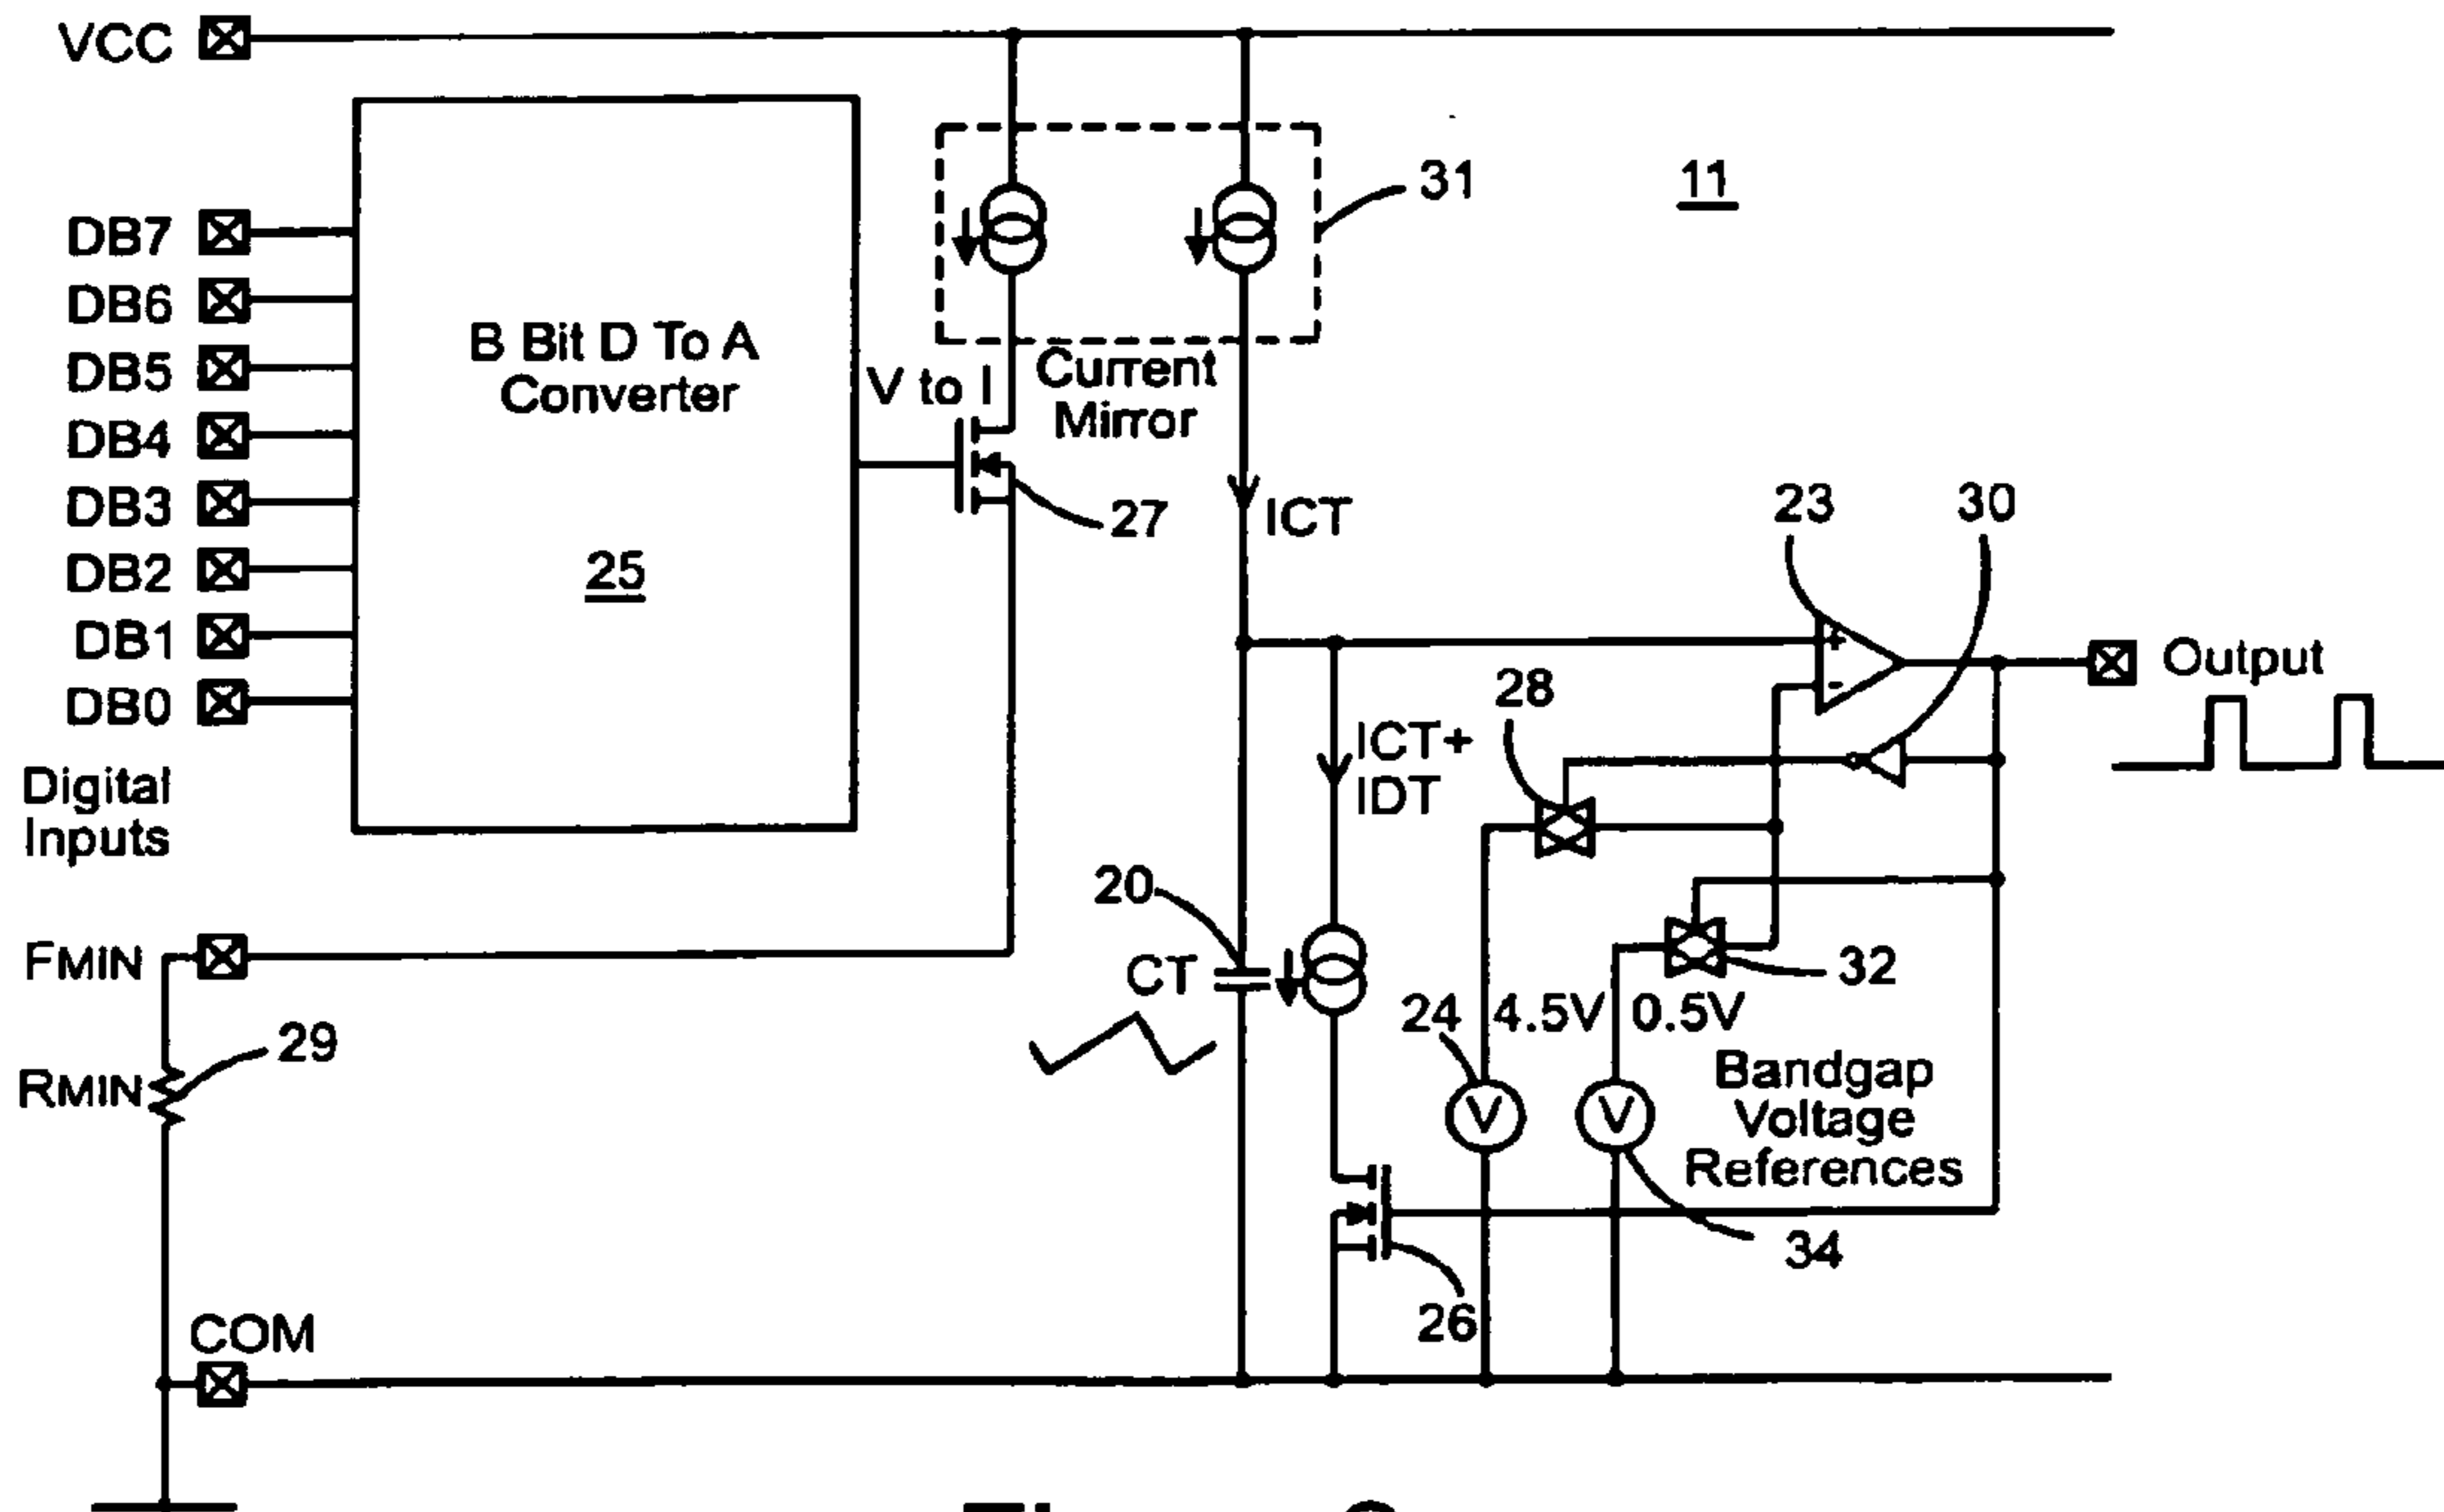 VCC
31
11
DB7
DB6
DB5
DB4
DB3
DB2
DB1
DB0
B Bit D To A
Converter
25
V to I
Current
Mirror
27
ICT
23
30
+
-
Output
28
ICT+
IDT
Digital
Inputs
20
CT
32
FMIN
24
4.5V
0.5V
29
RMIN
V
V
Bandgap
Voltage
References
34
26
COM